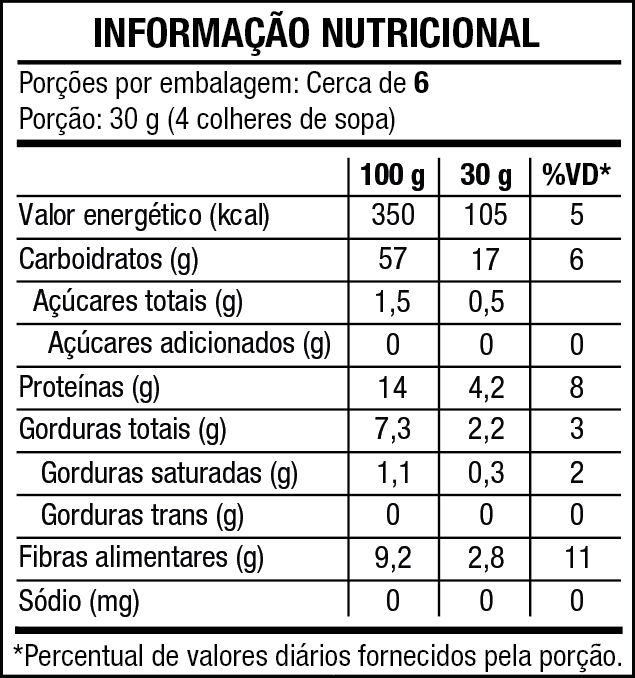 INFORMAÇÃO NUTRICIONAL
Porções por embalagem: Cerca de 6
Porção: 30 g (4 colheres de sopa)
100 g 30 g %VD*
Valor energético (kcal) 350 105 5
Carboidratos (g) 57 17 6
Açúcares totais (g) 1,5 0,5
Açúcares adicionados (g) 0 0 0
Proteínas (g) 14 4,2 8
Gorduras totais (g) 7,3 2,2 3
Gorduras saturadas (g) 1,1 0,3 2
Gorduras trans (g) 0 0 0
Fibras alimentares (g) 9,2 2,8 11
Sódio (mg) 0 0 0
*Percentual de valores diários fornecidos pela porção.